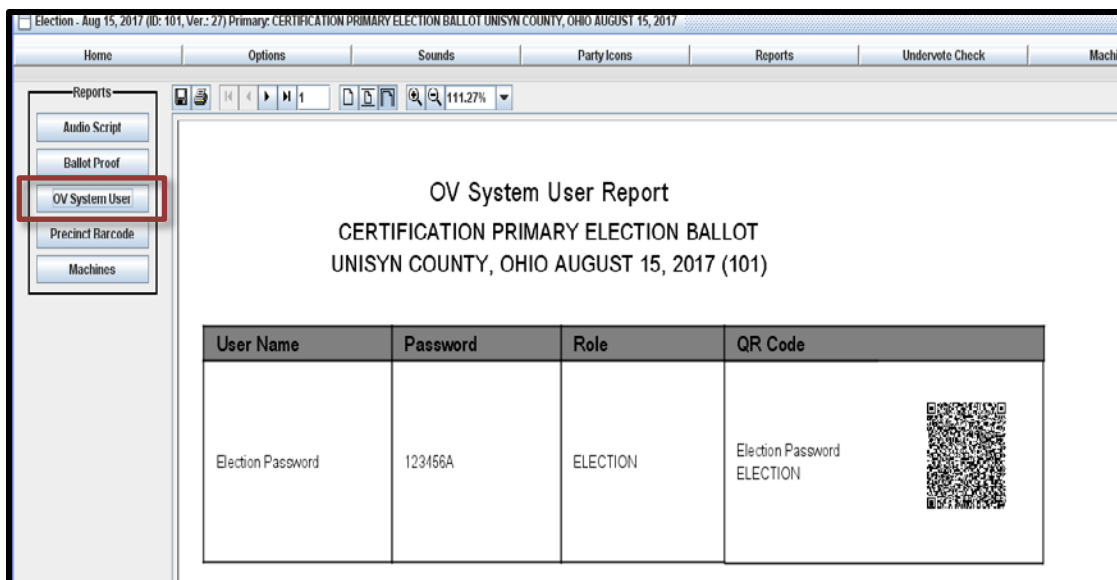 Election - Aug 15, 2017 (ID: 101, Ver.: 27) Primary: CERTIFICATION PRIMARY ELECTION BALLOT UNISYN COUNTY, OHIO AUGUST 15, 2017
Home Options Sounds Party Icons Reports Undervote Check Machi
Reports
1 111.27%
Audio Script
Ballot Proof
OV System User
Precinct Barcode
Machines
OV System User Report
CERTIFICATION PRIMARY ELECTION BALLOT
UNISYN COUNTY, OHIO AUGUST 15, 2017 (101)
User Name Password Role QR Code
Election Password 123456A ELECTION Election Password
ELECTION